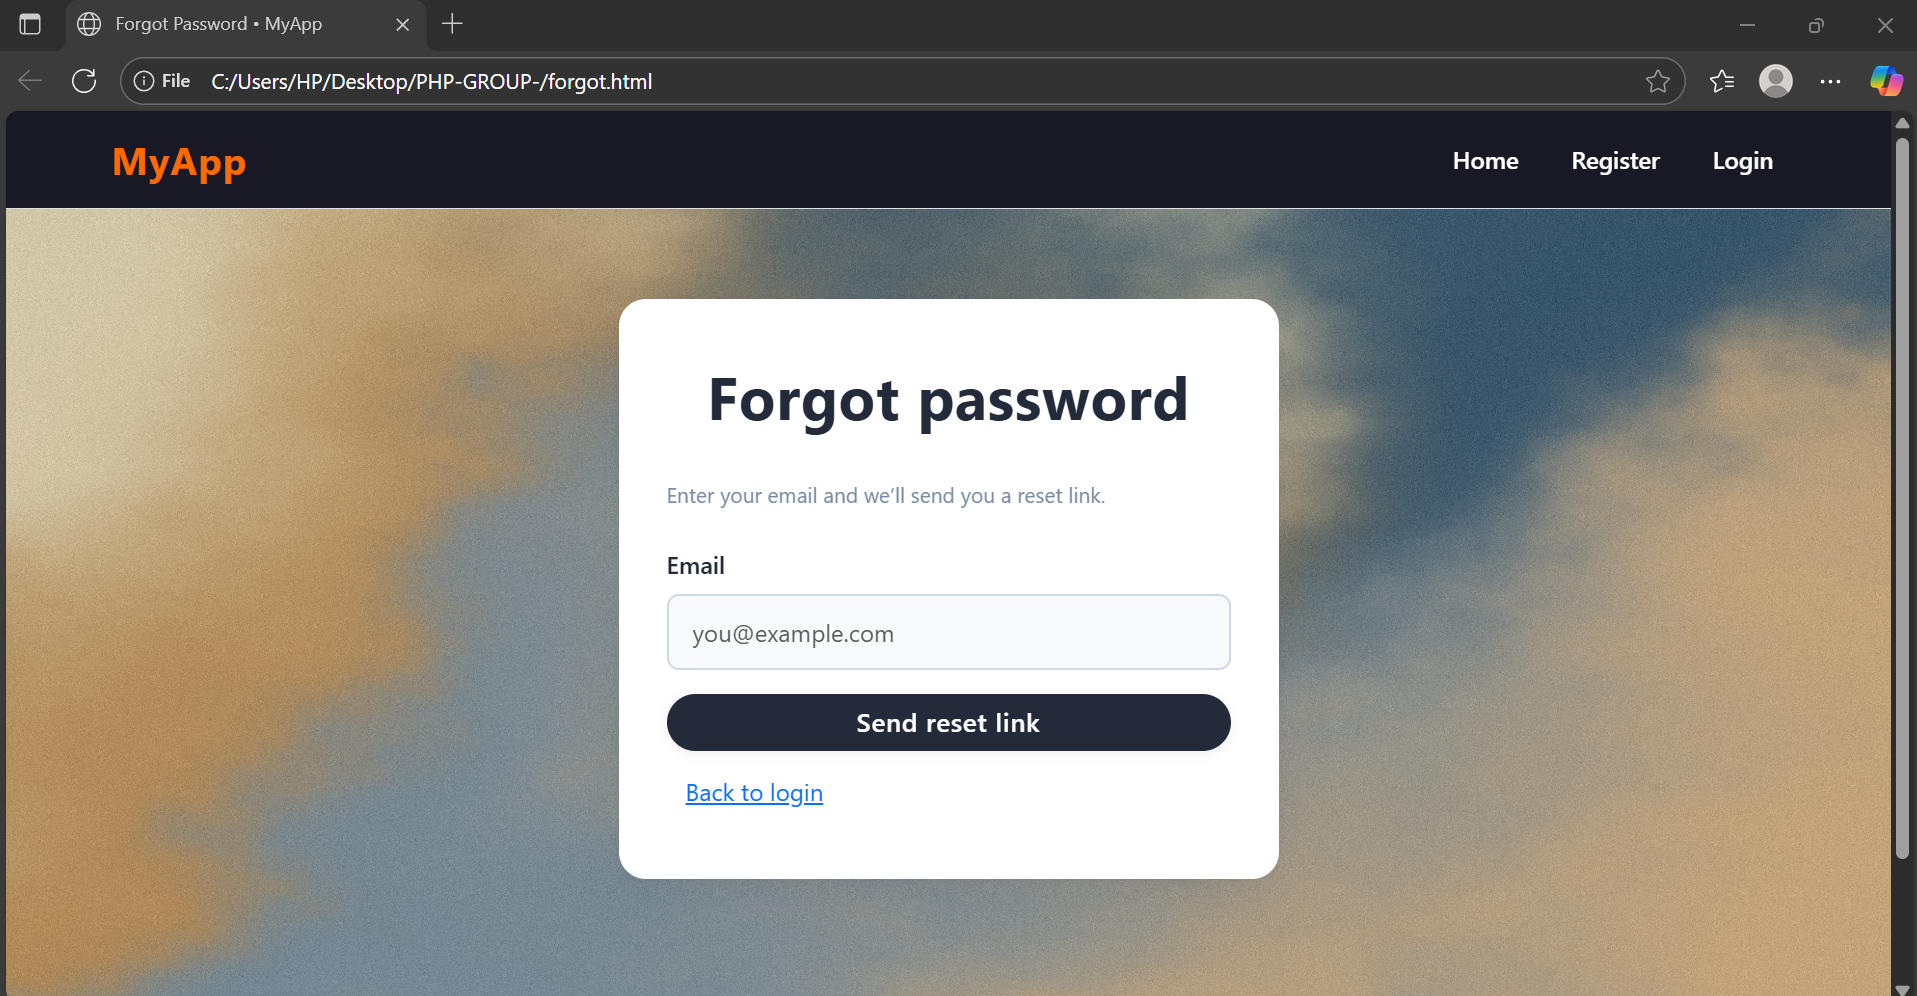 Forgot Password • MyApp
File C:/Users/HP/Desktop/PHP-GROUP-/forgot.html
MyApp
Home Register Login
Forgot password
Enter your email and we’ll send you a reset link.
Email
you@example.com
Send reset link
Back to login